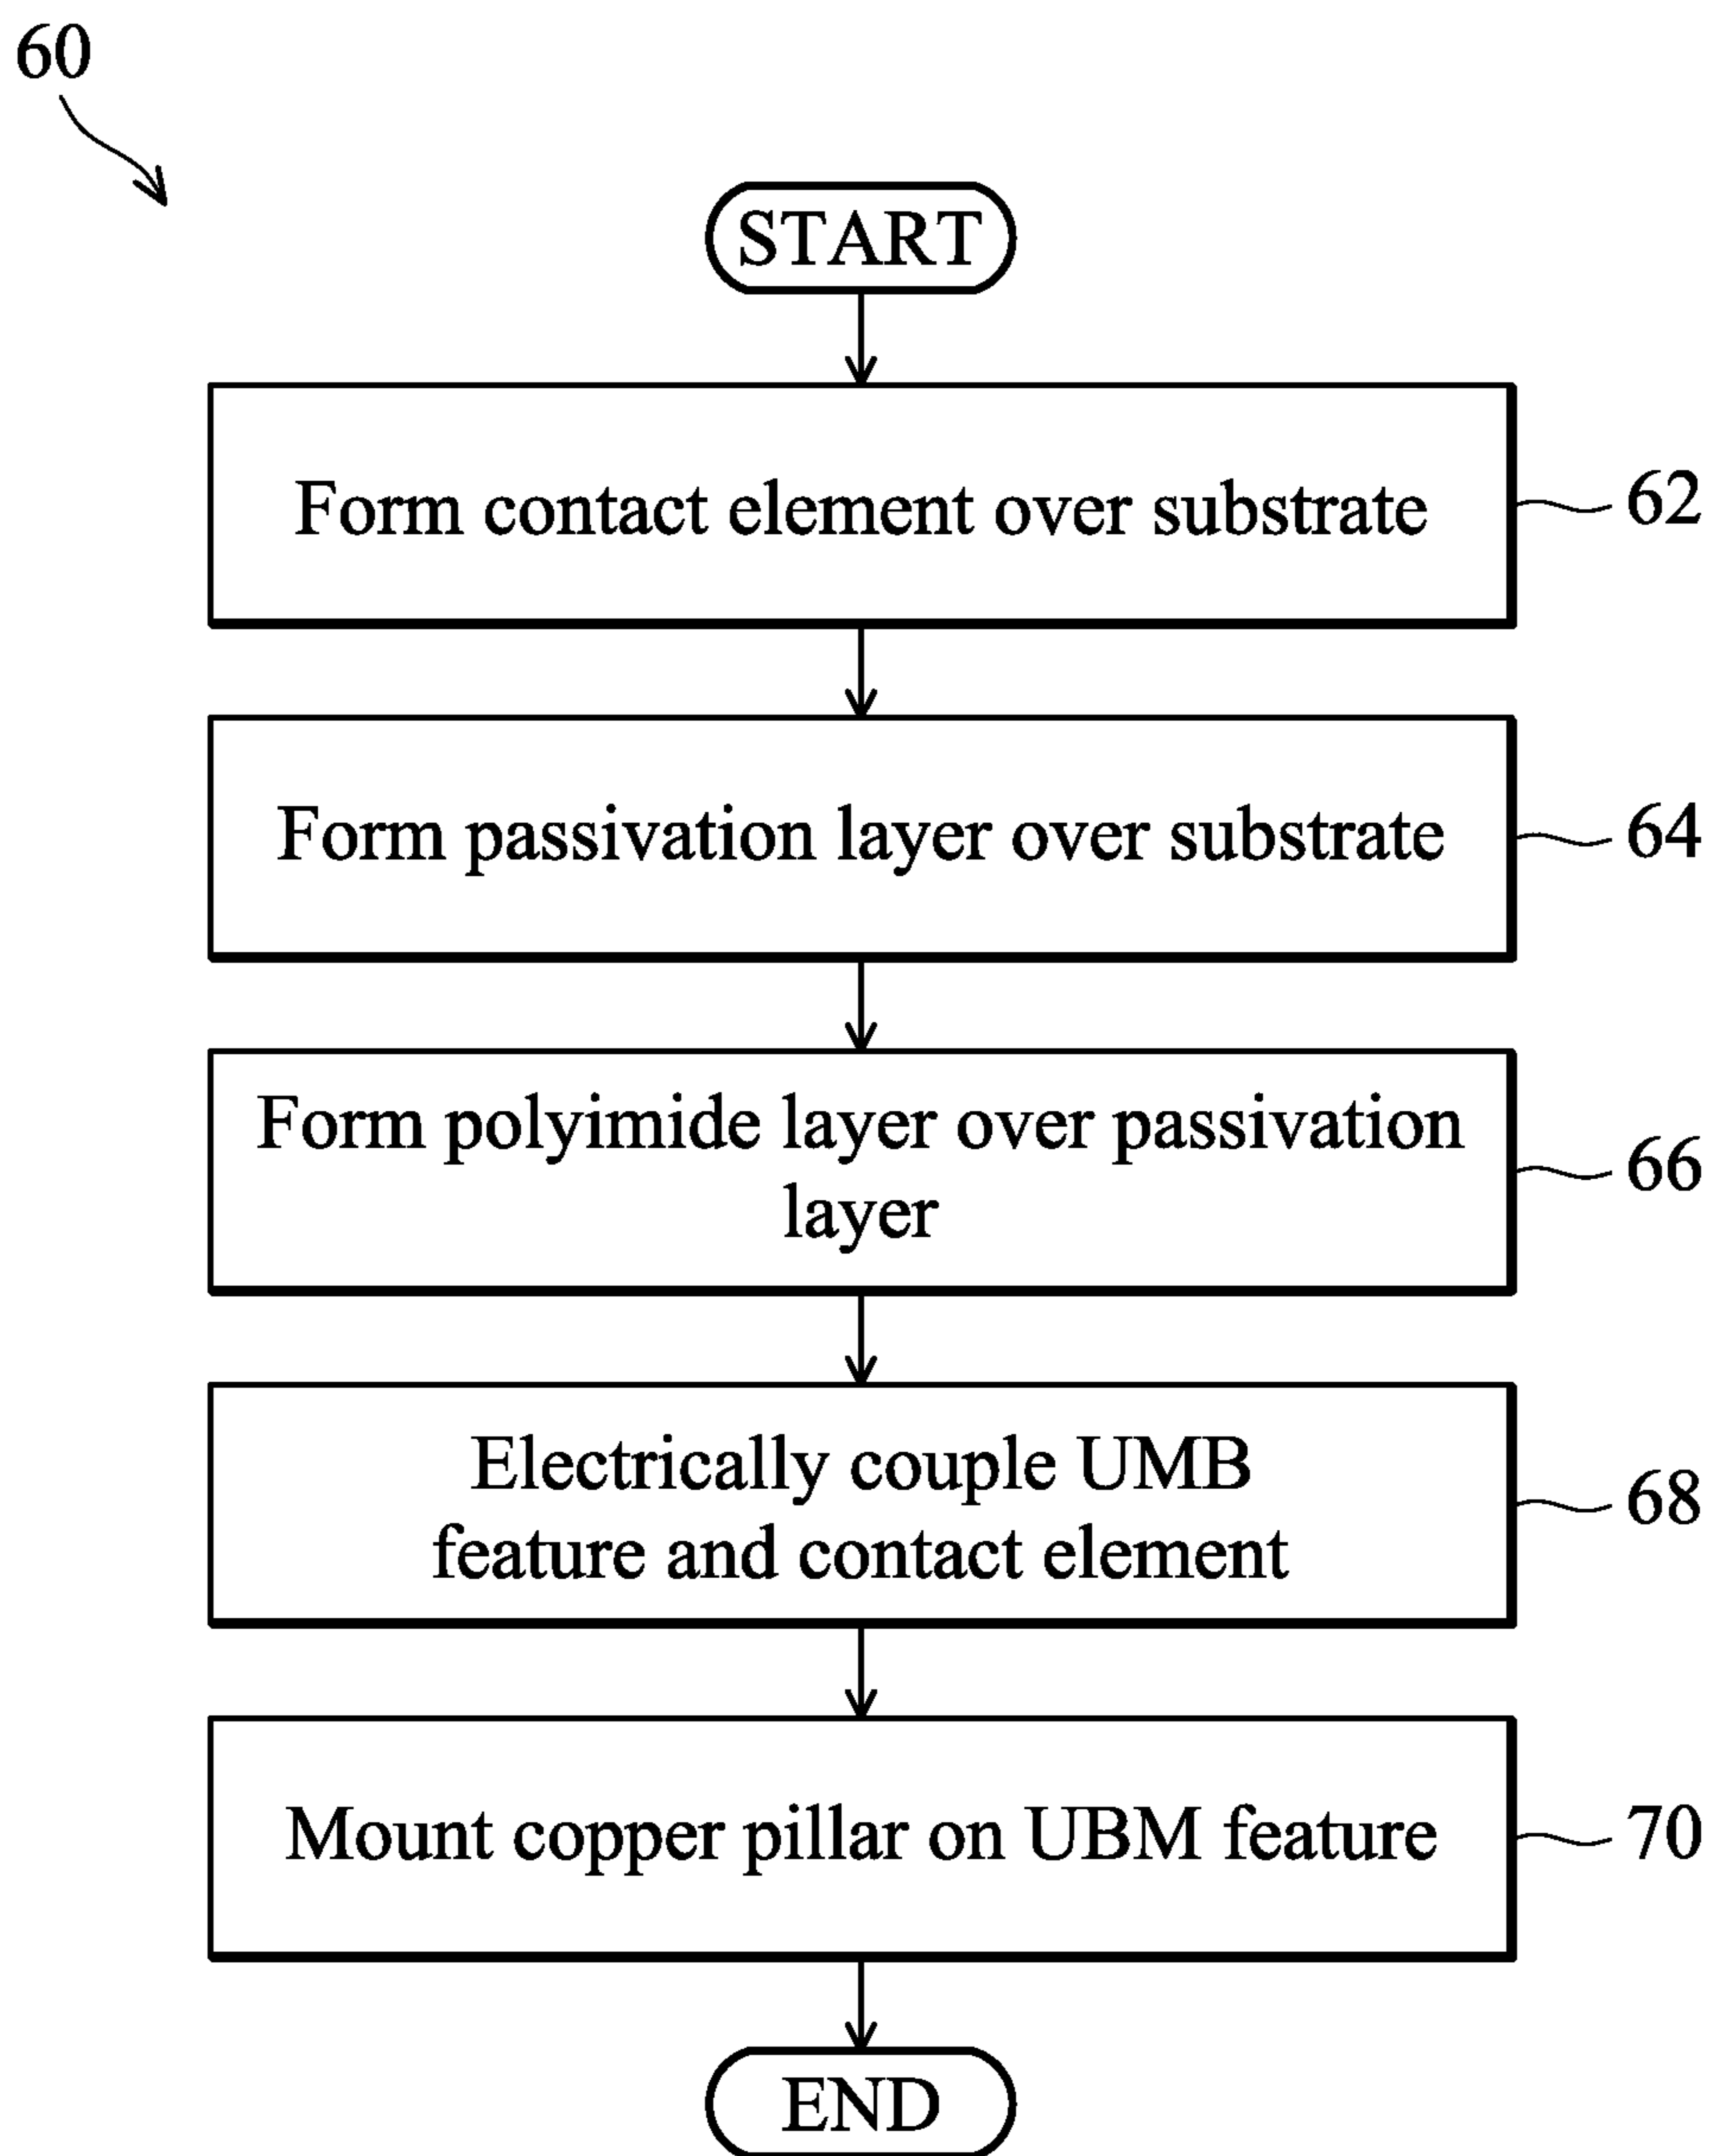 60
START
Form contact element over substrate
62
Form passivation layer over substrate
64
Form polyimide layer over passivation
layer
66
Electrically couple UMB
feature and contact element
68
Mount copper pillar on UBM feature
70
END